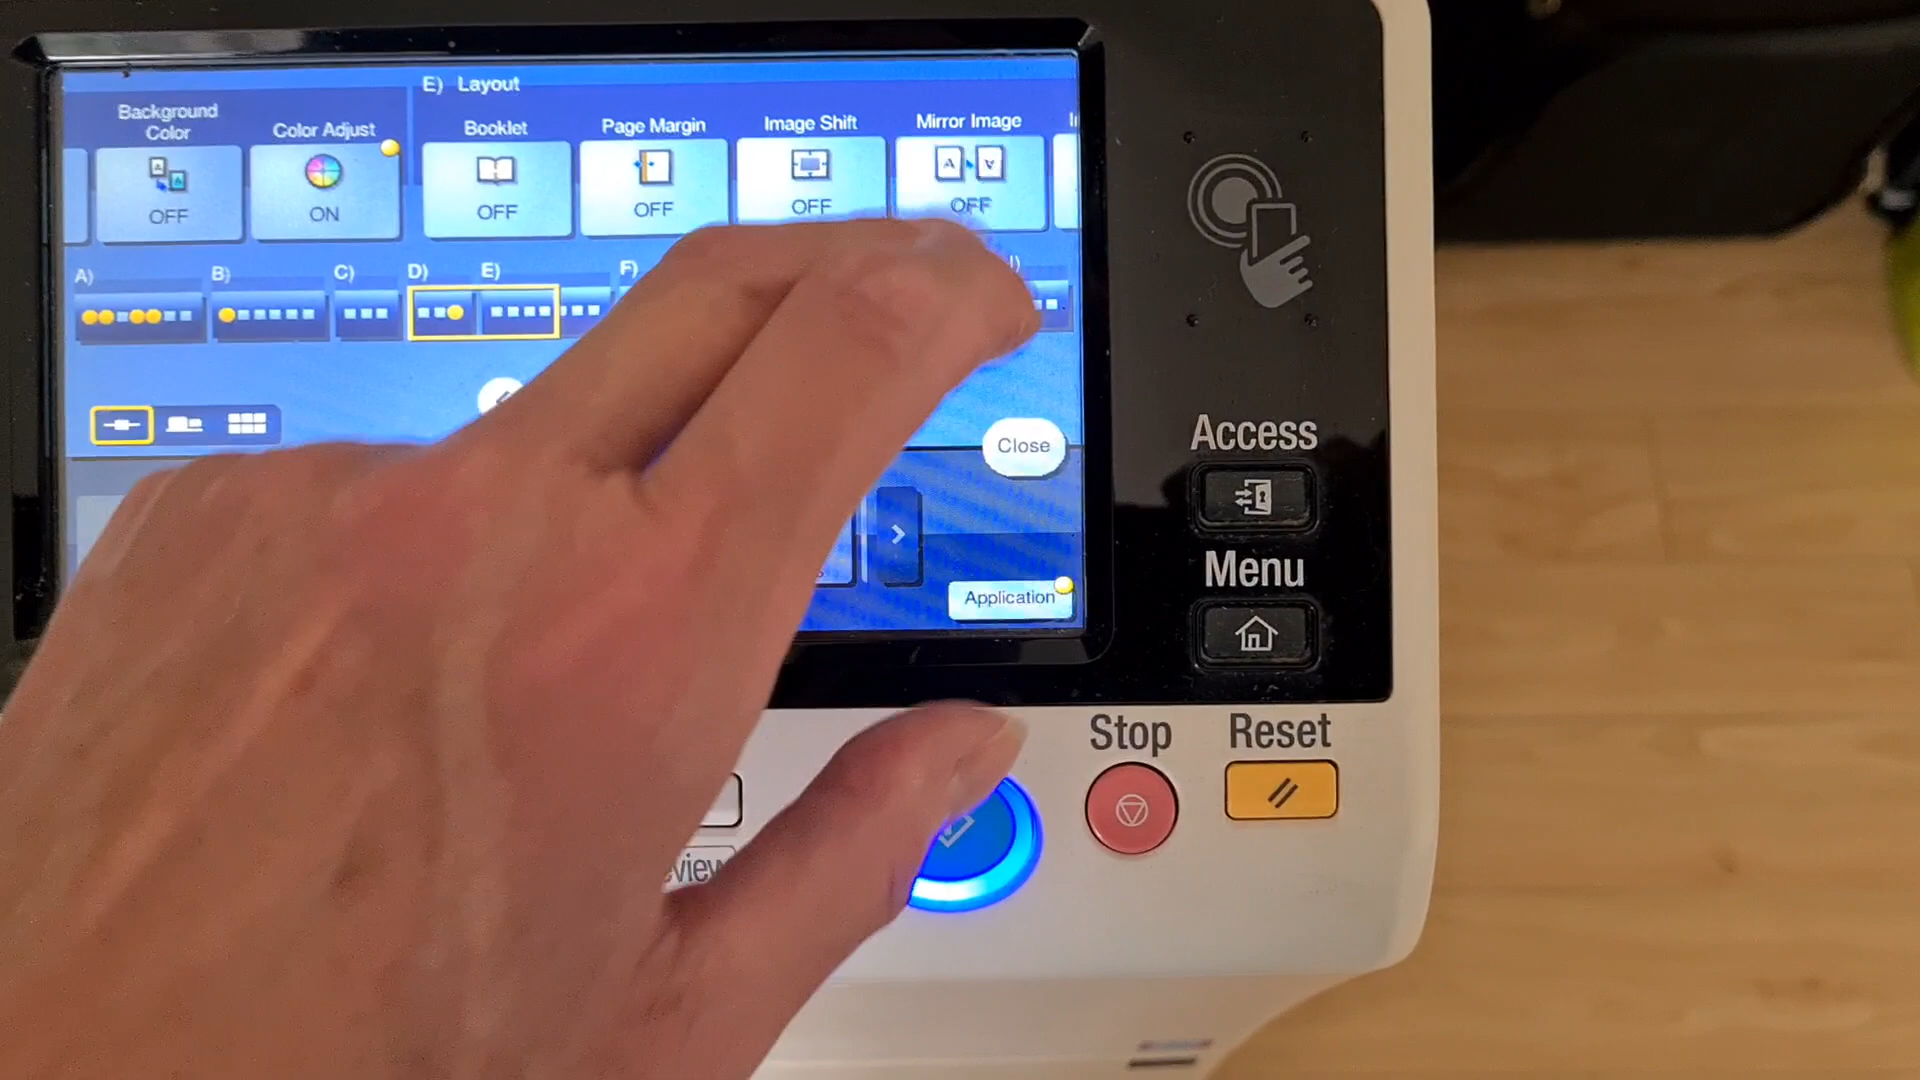 E) Layout
Background
Color
Color Adjust
Booklet
Page Margin
Image Shift
Mirror Image
OFF
ON
OFF
OFF
OFF
OFF
A)
B)
C)
D)
E)
F)
I)
Close
Application
Access
Menu
Stop
Reset